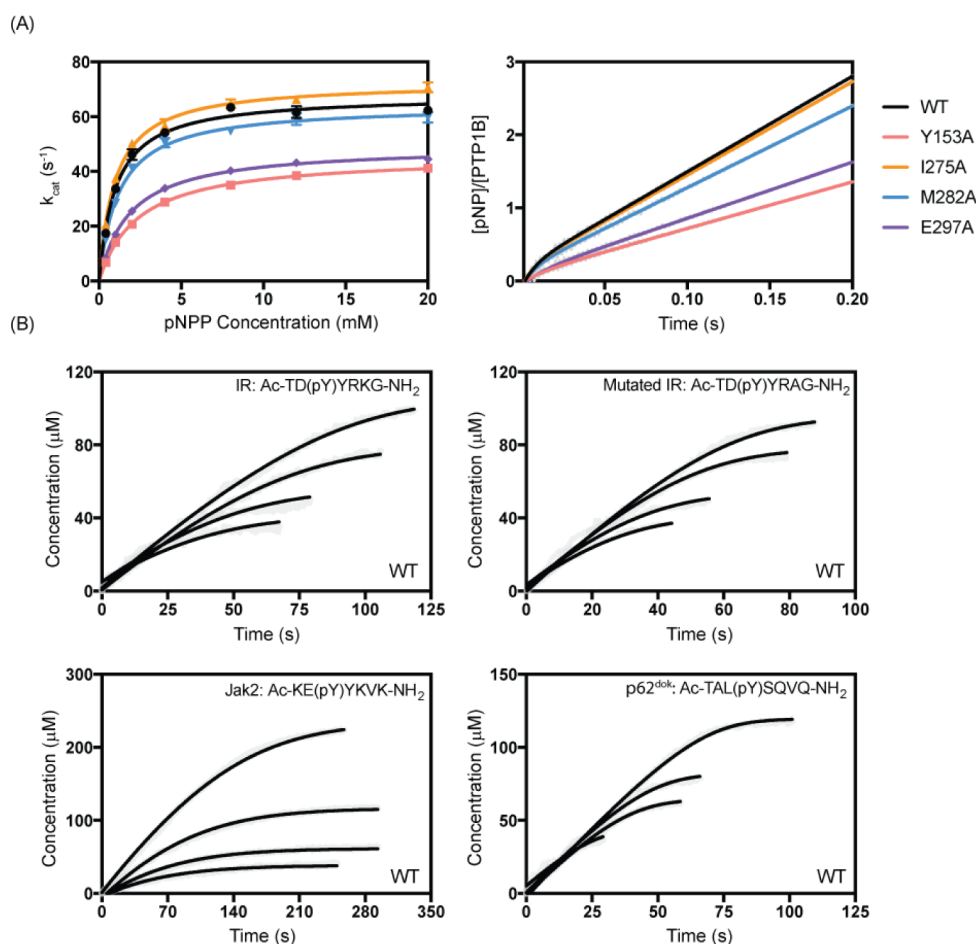 (A)
80
60
40
20
0
k_cat (s⁻¹)
0 5 10 15 20
pNPP Concentration (mM)
3
2
1
0
[pNP]/[PTP1B]
0.05 0.10 0.15 0.20
Time (s)
WT
Y153A
I275A
M282A
E297A
(B)
IR: Ac-TD(pY)YRKG-NH₂
120
80
40
0
Concentration (µM)
WT
0 25 50 75 100 125
Time (s)
Mutated IR: Ac-TD(pY)YRAG-NH₂
120
80
40
0
Concentration (µM)
WT
0 20 40 60 80 100
Time (s)
Jak2: Ac-KE(pY)YKVK-NH₂
300
200
100
0
Concentration (µM)
WT
0 70 140 210 280 350
Time (s)
p62^dok: Ac-TAL(pY)SQVQ-NH₂
150
100
50
0
Concentration (µM)
WT
0 25 50 75 100 125
Time (s)